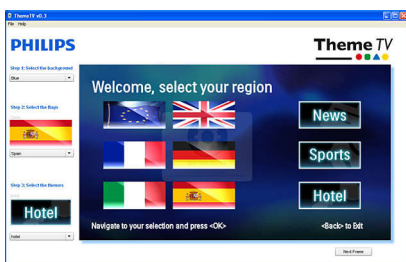 ThemeTV v0.3
File Help
PHILIPS
Theme TV
Step 1: Select the background
Blue
Step 2: Select the flags
Spain
Step 3: Select the themes
Hotel
hotel
Welcome, select your region
News
Sports
Hotel
Navigate to your selection and press <OK>
<Back> to Exit
Next Frame